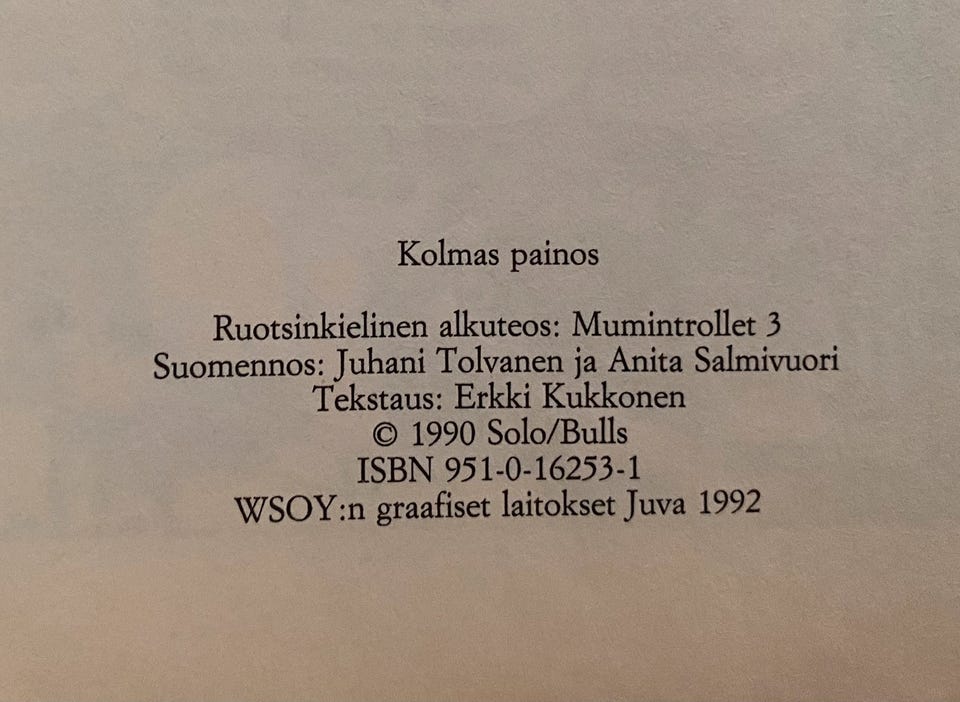 Kolmas painos
Ruotsinkielinen alkuteos: Mumintrollet 3
Suomennos: Juhani Tolvanen ja Anita Salmivuori
Tekstaus: Erkki Kukkonen
© 1990 Solo/Bulls
ISBN 951-0-16253-1
WSOY:n graafiset laitokset Juva 1992